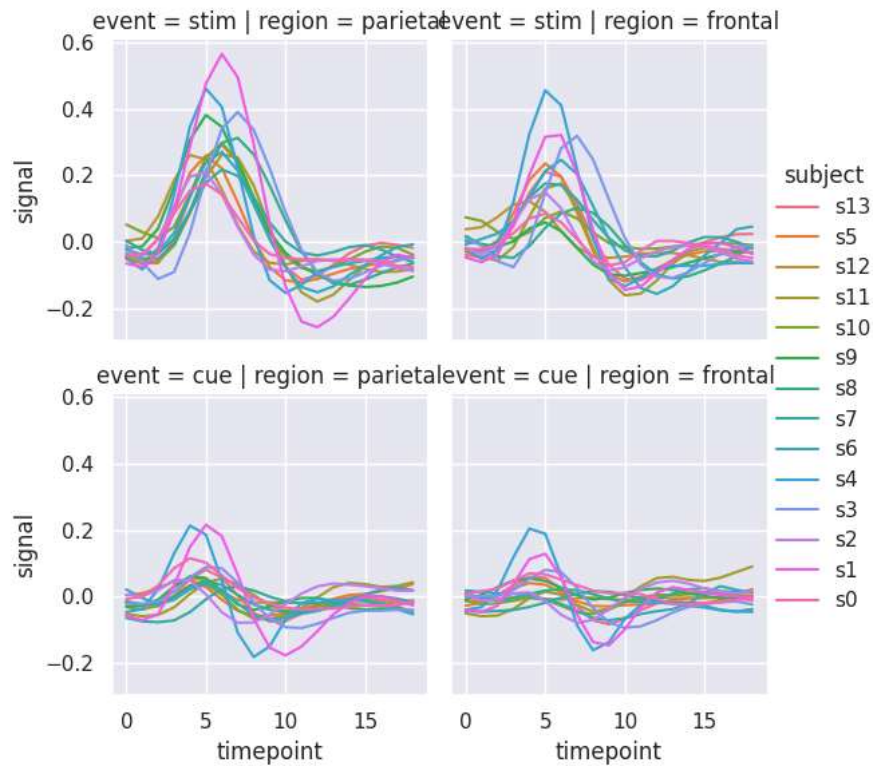 event = stim | region = parietal
event = stim | region = frontal
0.6
0.4
0.2
0.0
−0.2
signal
event = cue | region = parietal
event = cue | region = frontal
0.6
0.4
0.2
0.0
−0.2
signal
0
5
10
15
timepoint
0
5
10
15
timepoint
subject
s13
s5
s12
s11
s10
s9
s8
s7
s6
s4
s3
s2
s1
s0